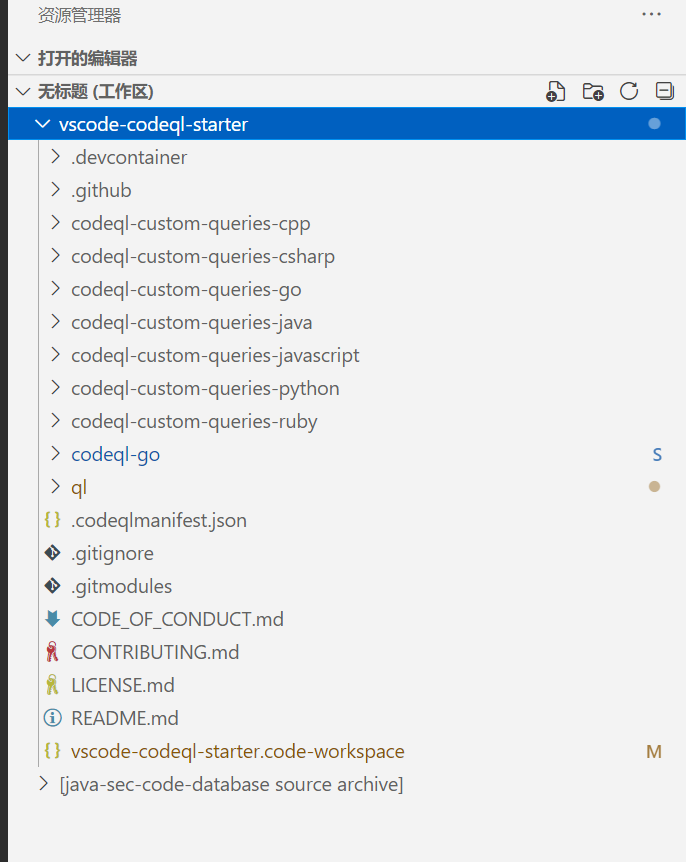 资源管理器
打开的编辑器
无标题 (工作区)
vscode-codeql-starter
.devcontainer
.github
codeql-custom-queries-cpp
codeql-custom-queries-csharp
codeql-custom-queries-go
codeql-custom-queries-java
codeql-custom-queries-javascript
codeql-custom-queries-python
codeql-custom-queries-ruby
codeql-go S
ql
.codeqlmanifest.json
.gitignore
.gitmodules
CODE_OF_CONDUCT.md
CONTRIBUTING.md
LICENSE.md
README.md
vscode-codeql-starter.code-workspace M
[java-sec-code-database source archive]